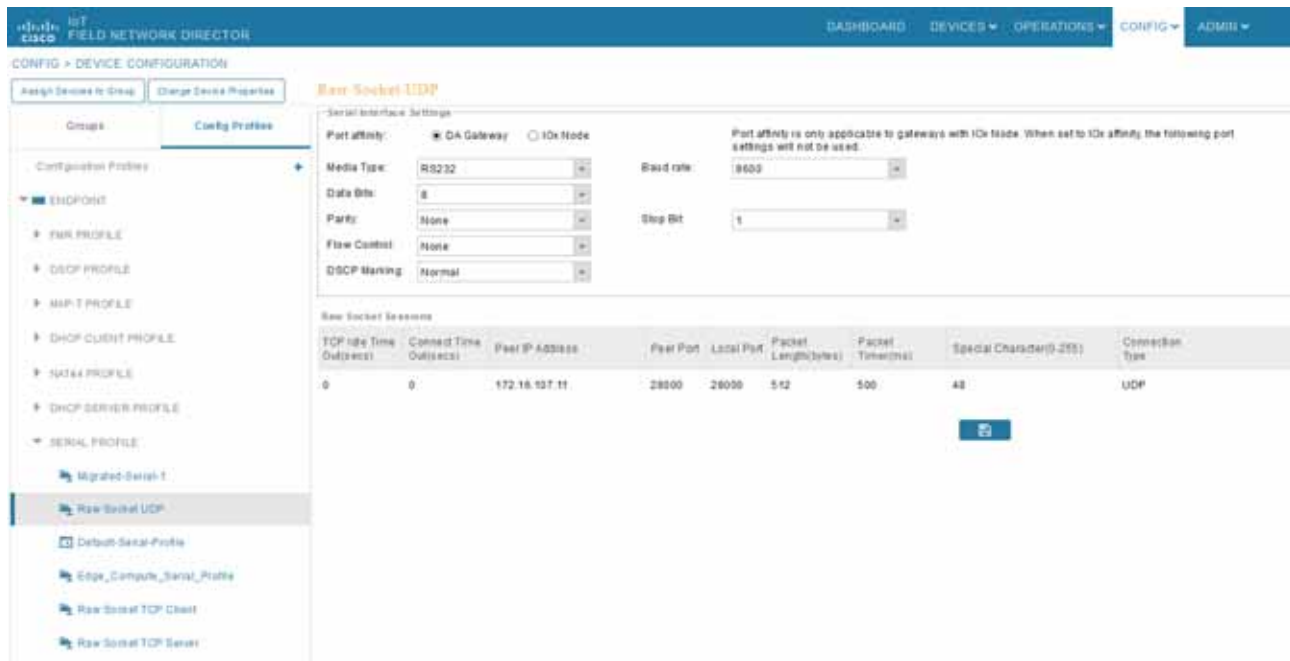 cisco IoT
FIELD NETWORK DIRECTOR
DASHBOARD DEVICES OPERATIONS CONFIG ADMIN
CONFIG > DEVICE CONFIGURATION
Assign Devices to Group Change Device Properties
Groups Config Profiles
Configuration Profiles +
ENDPOINT
FMR PROFILE
DSCP PROFILE
MAP-T PROFILE
DHCP CLIENT PROFILE
NAT44 PROFILE
DHCP SERVER PROFILE
SERIAL PROFILE
Migrated-Serial-1
Raw Socket UDP
Default-Serial-Profile
Edge_Compute_Serial_Profile
Raw Socket TCP Client
Raw Socket TCP Server
Raw Socket UDP
Serial Interface Settings
Port affinity: DA Gateway IOx Node
Port affinity is only applicable to gateways with IOx Node. When set to IOx affinity, the following port
settings will not be used.
Media Type: RS232 Baud rate: 9600
Data Bits: 8
Parity: None Stop Bit: 1
Flow Control: None
DSCP Marking: Normal
Raw Socket Sessions
TCP Idle Time Out(secs) Connect Time Out(secs) Peer IP Address Peer Port Local Port Packet Length(bytes) Packet Timer(ms) Special Character(0-255) Connection Type
0 0 172.16.107.11 28000 28000 512 500 48 UDP